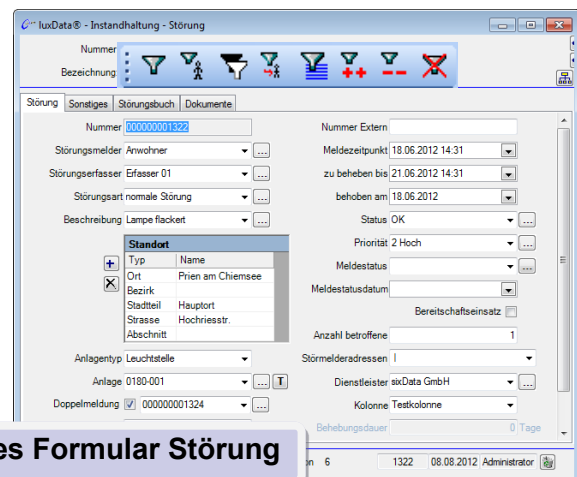 luxData® - Instandhaltung - Störung
Nummer
Bezeichnung:
Störung Sonstiges Störungsbuch Dokumente
Nummer 000000001322 Nummer Extern
Störungsmelder Anwohner Meldezeitpunkt 18.06.2012 14:31
Störungserfasser Erfasser 01 zu beheben bis 21.06.2012 14:31
Störungsart normale Störung behoben am 18.06.2012
Beschreibung Lampe flackert Status OK
Standort Priorität 2 Hoch
Typ Name Meldestatus
Ort Prien am Chiemsee
Bezirk Meldestatusdatum
Stadtteil Hauptort Bereitschaftseinsatz
Strasse Hochriesstr.
Abschnitt Anzahl betroffene 1
Anlagentyp Leuchtstelle Störmelderadressen I
Anlage 0180-001 T Dienstleister sixData GmbH
Doppelmeldung 000000001324 Kolonne Testkolonne
Behebungsdauer 0 Tage
es Formular Störung
on 6 1322 08.08.2012 Administrator